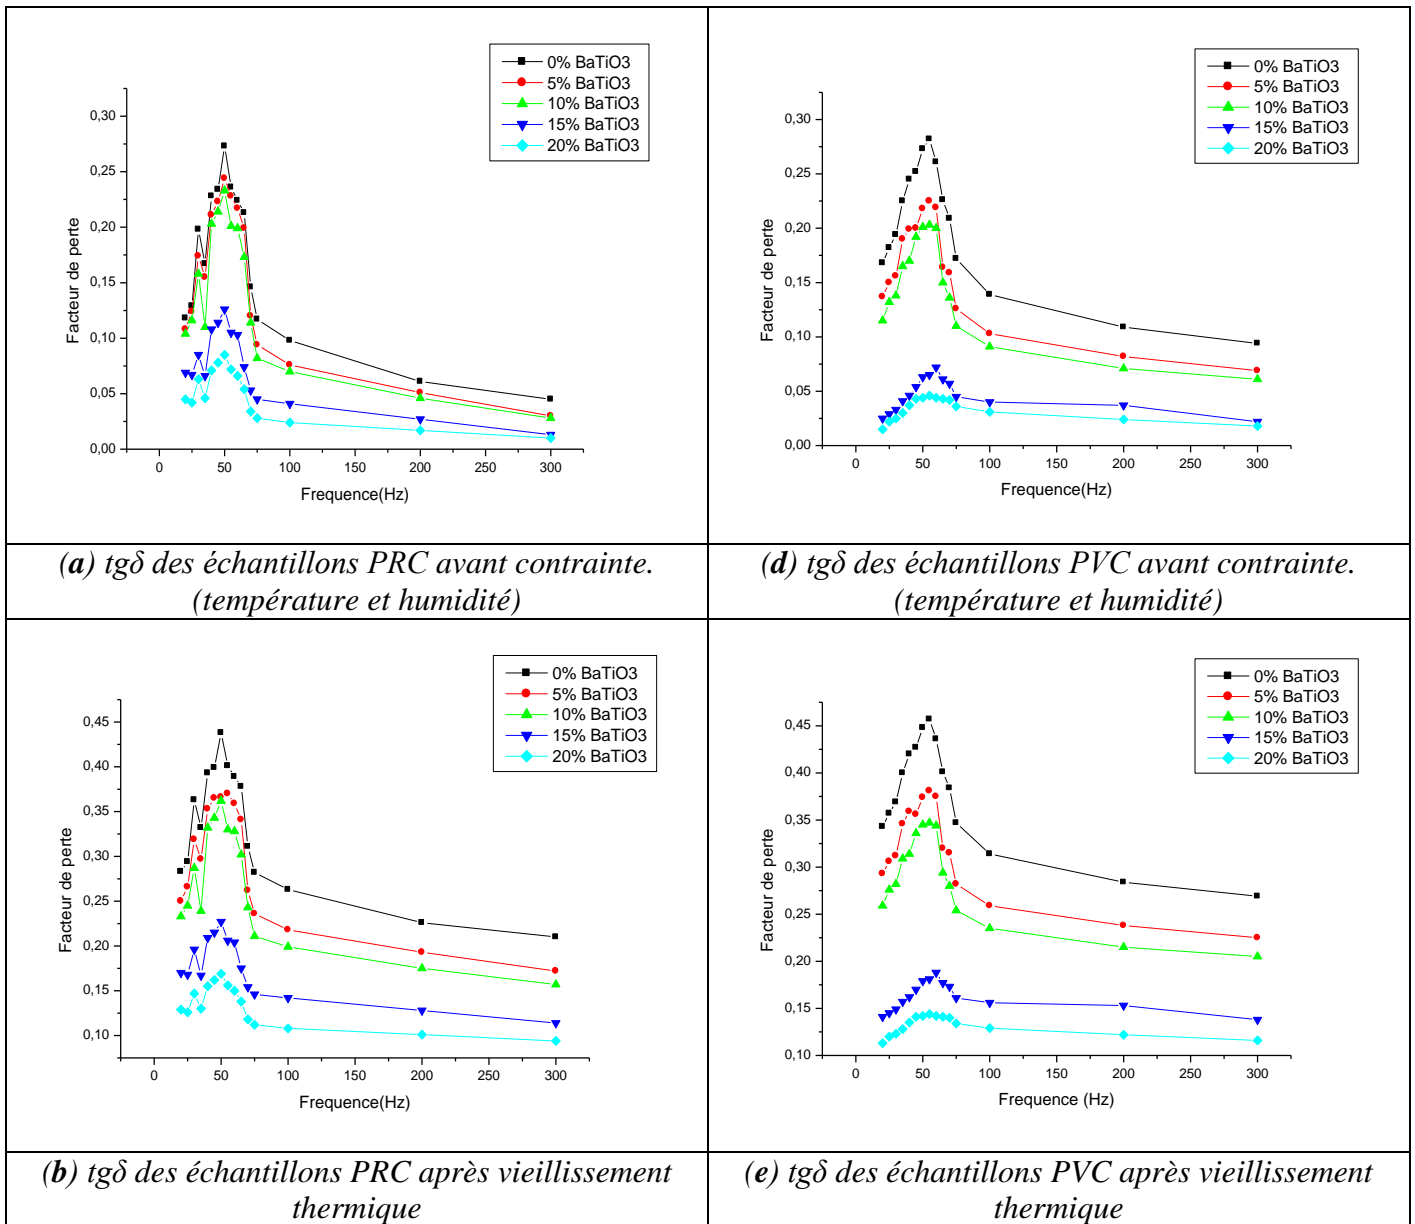 0% BaTiO3
5% BaTiO3
10% BaTiO3
15% BaTiO3
20% BaTiO3
0,30
0,25
0,20
0,15
0,10
0,05
0,00
Facteur de perte
0 50 100 150 200 250 300
Frequence(Hz)
(a) tgδ des échantillons PRC avant contrainte.
(température et humidité)
0% BaTiO3
5% BaTiO3
10% BaTiO3
15% BaTiO3
20% BaTiO3
0,30
0,25
0,20
0,15
0,10
0,05
0,00
Facteur de perte
0 50 100 150 200 250 300
Frequence(Hz)
(d) tgδ des échantillons PVC avant contrainte.
(température et humidité)
0% BaTiO3
5% BaTiO3
10% BaTiO3
15% BaTiO3
20% BaTiO3
0,45
0,40
0,35
0,30
0,25
0,20
0,15
0,10
Facteur de perte
0 50 100 150 200 250 300
Frequence(Hz)
(b) tgδ des échantillons PRC après vieillissement
thermique
0% BaTiO3
5% BaTiO3
10% BaTiO3
15% BaTiO3
20% BaTiO3
0,45
0,40
0,35
0,30
0,25
0,20
0,15
0,10
Facteur de perte
0 50 100 150 200 250 300
Frequence (Hz)
(e) tgδ des échantillons PVC après vieillissement
thermique